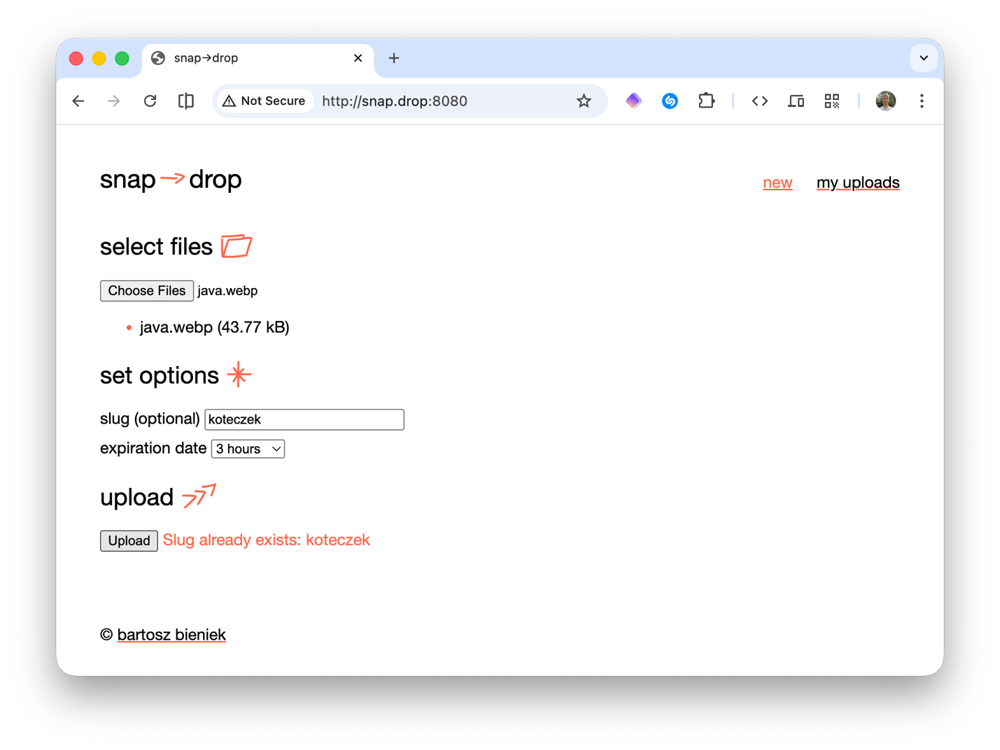 snap→drop
Not Secure http://snap.drop:8080
snap→drop
new my uploads
select files
Choose Files java.webp
• java.webp (43.77 kB)
set options
slug (optional) koteczek
expiration date 3 hours
upload
Upload Slug already exists: koteczek
© bartosz bieniek